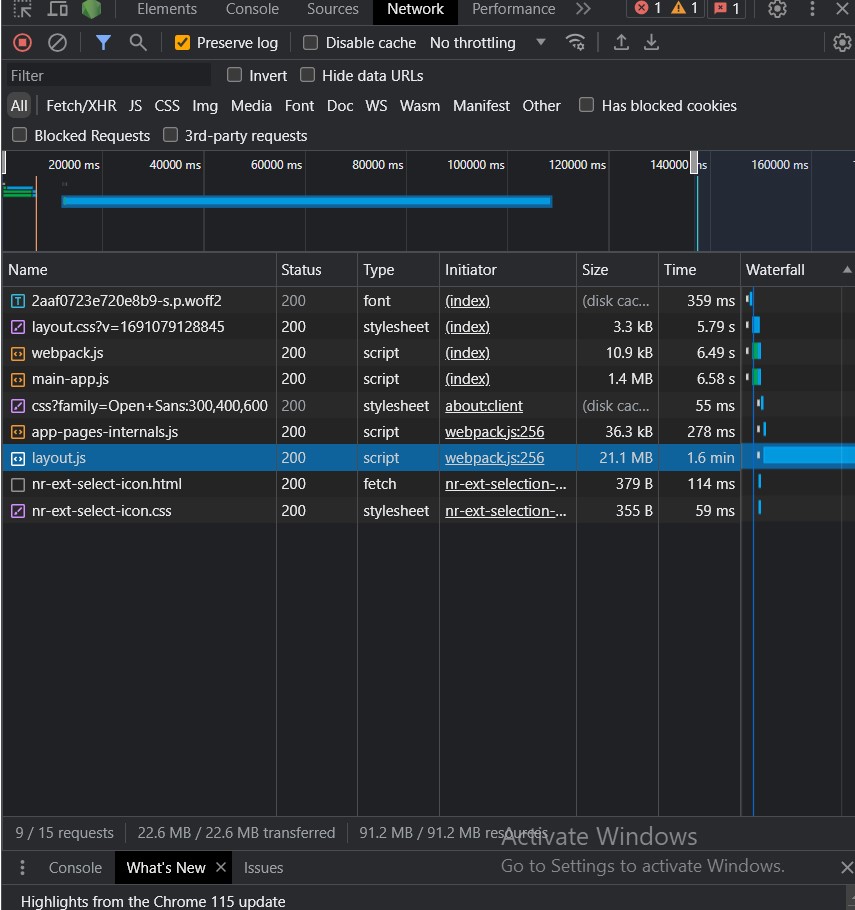 Elements Console Sources Network Performance 1 1 1
Preserve log Disable cache No throttling
Filter Invert Hide data URLs
All Fetch/XHR JS CSS Img Media Font Doc WS Wasm Manifest Other Has blocked cookies
Blocked Requests 3rd-party requests
20000 ms 40000 ms 60000 ms 80000 ms 100000 ms 120000 ms 140000 ms 160000 ms
Name Status Type Initiator Size Time Waterfall
2aaf0723e720e8b9-s.p.woff2 200 font (index) (disk cac... 359 ms
layout.css?v=1691079128845 200 stylesheet (index) 3.3 kB 5.79 s
webpack.js 200 script (index) 10.9 kB 6.49 s
main-app.js 200 script (index) 1.4 MB 6.58 s
css?family=Open+Sans:300,400,600 200 stylesheet about:client (disk cac... 55 ms
app-pages-internals.js 200 script webpack.js:256 36.3 kB 278 ms
layout.js 200 script webpack.js:256 21.1 MB 1.6 min
nr-ext-select-icon.html 200 fetch nr-ext-selection-... 379 B 114 ms
nr-ext-select-icon.css 200 stylesheet nr-ext-selection-... 355 B 59 ms
9 / 15 requests 22.6 MB / 22.6 MB transferred 91.2 MB / 91.2 MB resources
Activate Windows
Go to Settings to activate Windows.
Console What's New Issues
Highlights from the Chrome 115 update